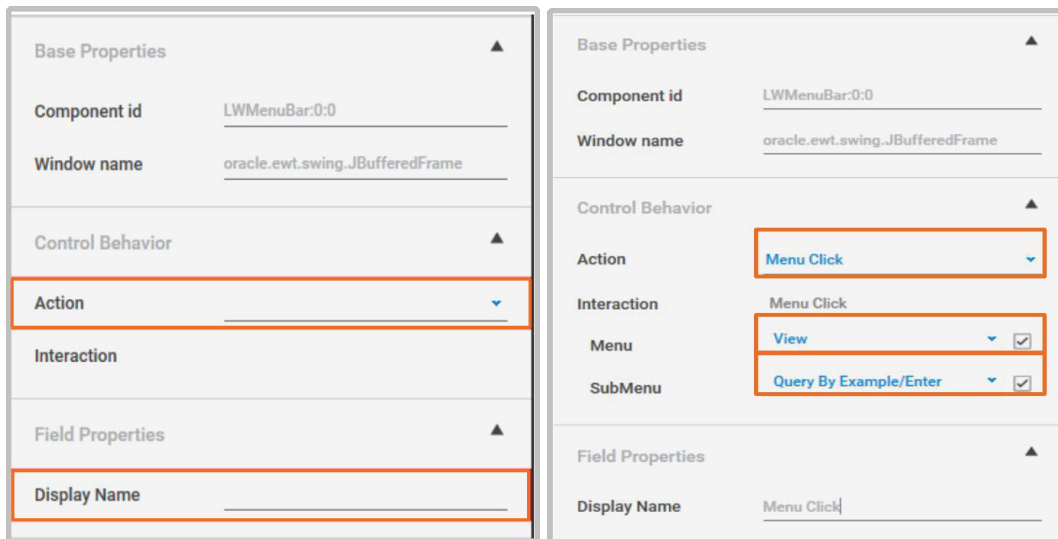 Base Properties
Component id LWMenuBar:0:0
Window name oracle.ewt.swing.JBufferedFrame
Control Behavior
Action
Interaction
Field Properties
Display Name
Base Properties
Component id LWMenuBar:0:0
Window name oracle.ewt.swing.JBufferedFrame
Control Behavior
Action Menu Click
Interaction Menu Click
Menu View
SubMenu Query By Example/Enter
Field Properties
Display Name Menu Click